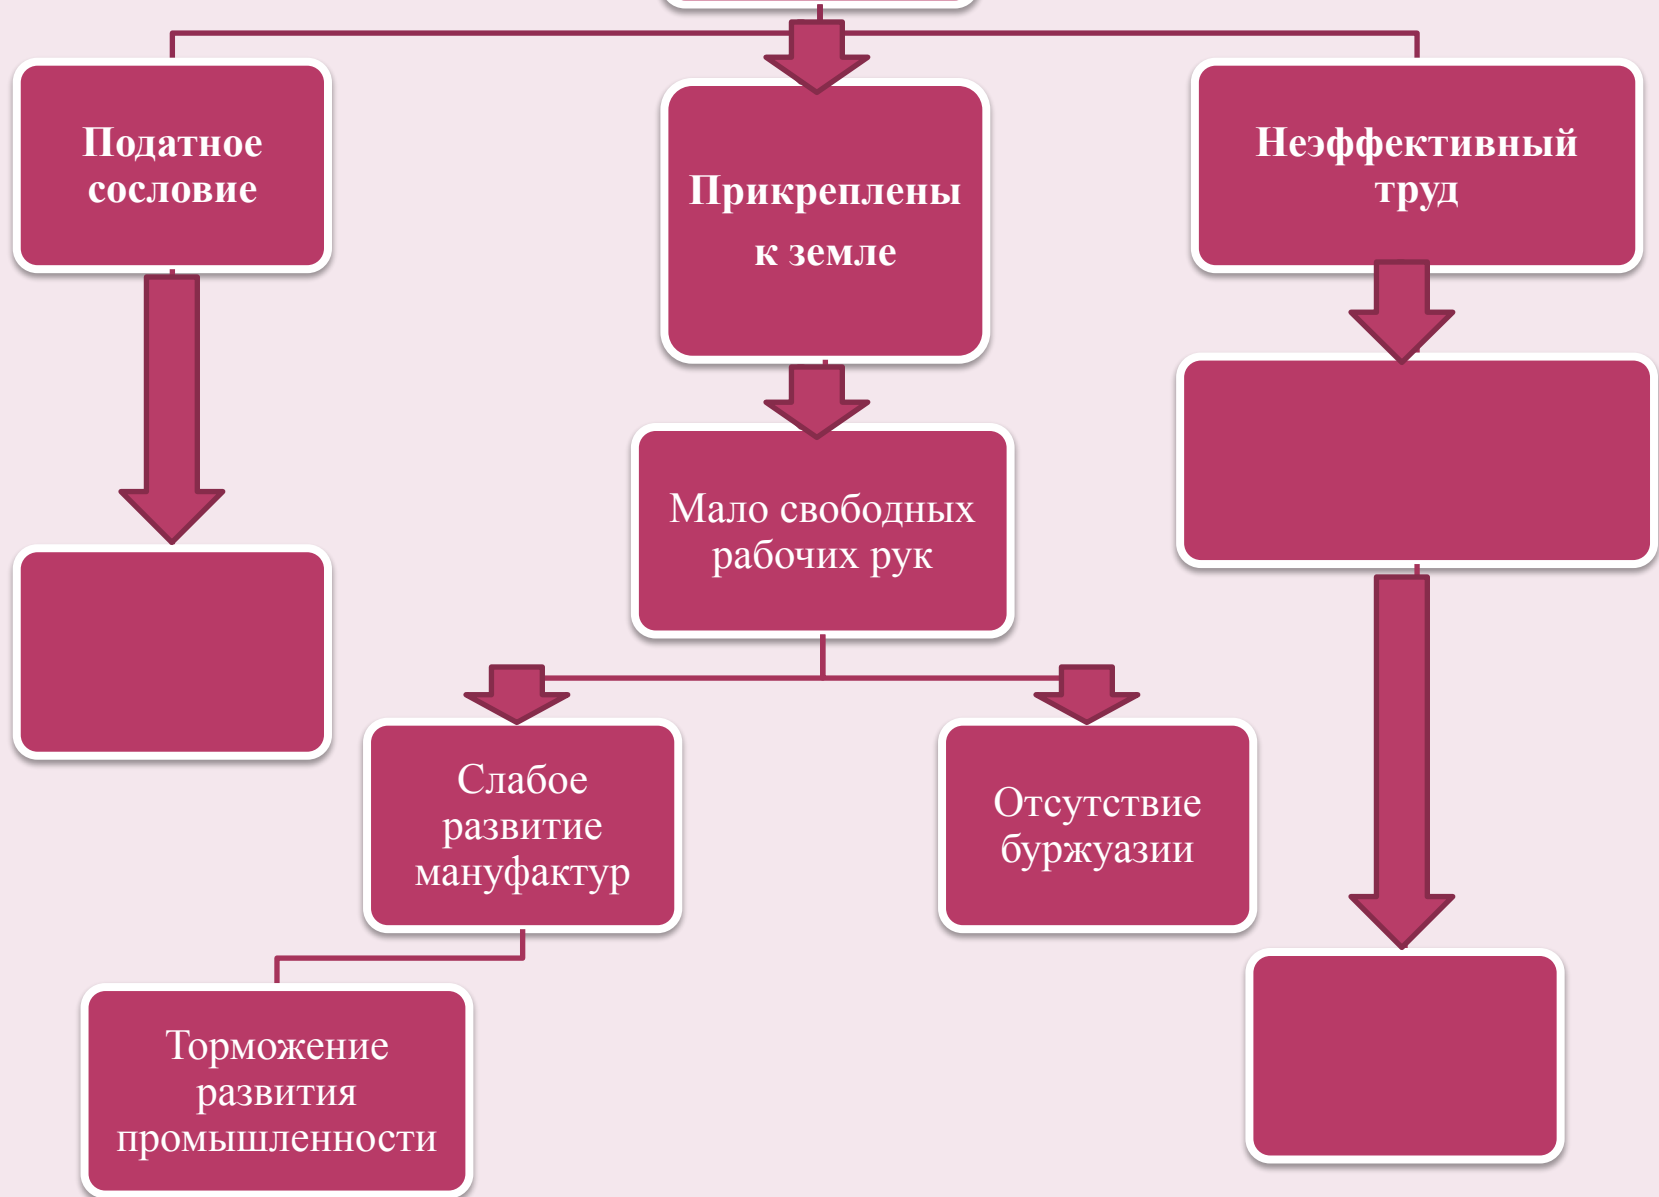 Податное
сословие
Прикреплены
к земле
Неэффективный
труд
Мало свободных
рабочих рук
Слабое
развитие
мануфактур
Отсутствие
буржуазии
Торможение
развития
промышленности